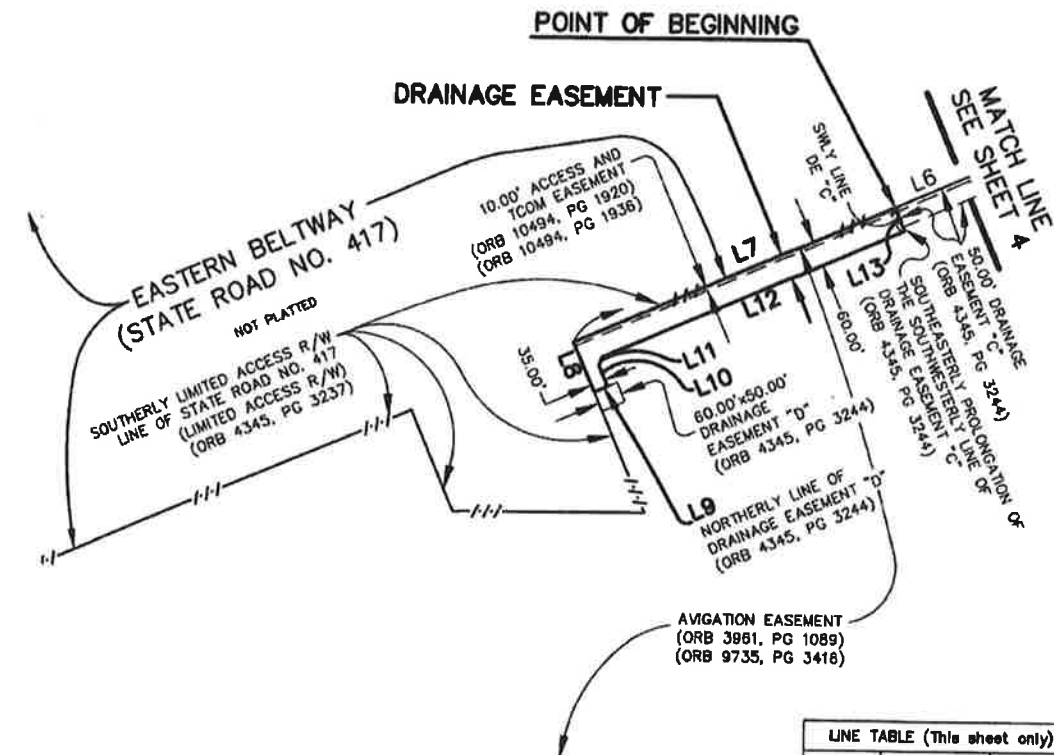 POINT OF BEGINNING
DRAINAGE EASEMENT
MATCH LINE
SEE SHEET 4
SWLY LINE
DE "C"
L6
10.00' ACCESS AND
TCOM EASEMENT
(ORB 10494, PG 1920)
(ORB 10494, PG 1936)
EASTERN BELTWAY
(STATE ROAD NO. 417)
NOT PLATTED
SOUTHERLY LIMITED ACCESS R/W
LINE OF STATE ROAD NO. 417
(LIMITED ACCESS R/W)
(ORB 4345, PG 3237)
L7
L12
L13
60.00'
50.00' DRAINAGE
EASEMENT "C"
(ORB 4345, PG 3244)
SOUTHEASTERLY PROLONGATION OF
THE SOUTHWESTERLY LINE OF
DRAINAGE EASEMENT "C"
(ORB 4345, PG 3244)
35.00'
L8
L11
L10
60.00'x50.00'
DRAINAGE
EASEMENT "D"
(ORB 4345, PG 3244)
L9
NORTHERLY LINE OF
DRAINAGE EASEMENT "D"
(ORB 4345, PG 3244)
AVIGATION EASEMENT
(ORB 3961, PG 1089)
(ORB 9735, PG 3418)
LINE TABLE (This sheet only)